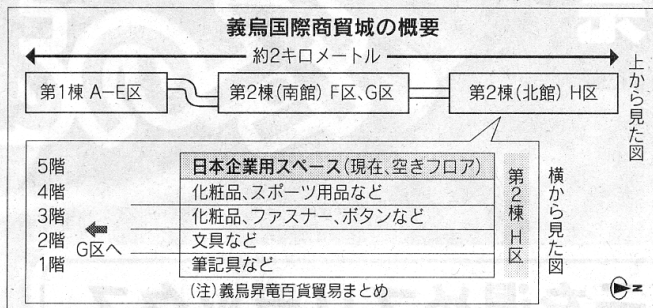 義烏国際商貿城の概要
約2キロメートル
上から見た図
第1棟 A−E区
第2棟(南館) F区、G区
第2棟(北館) H区
5階 日本企業用スペース(現在、空きフロア)
4階 化粧品、スポーツ用品など
3階 化粧品、ファスナー、ボタンなど
2階 文具など
1階 筆記具など
G区へ
第2棟 H区
横から見た図
(注)義烏昇竜百貨貿易まとめ
N